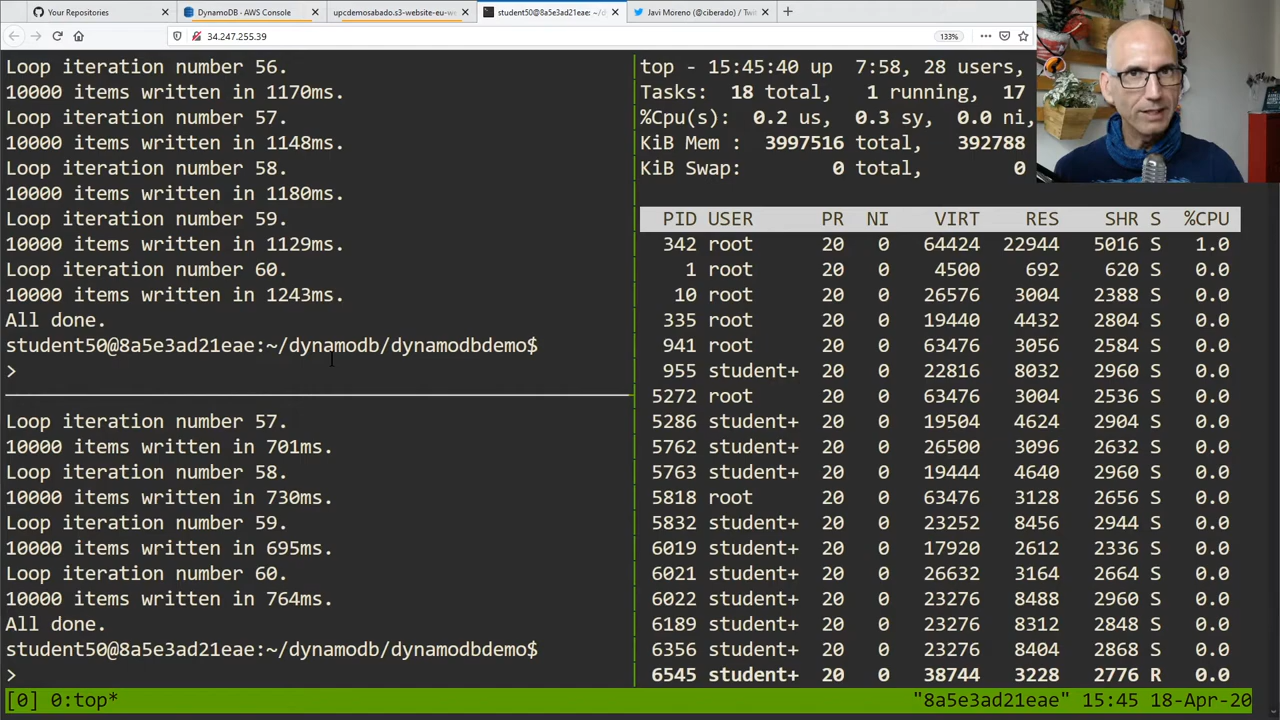 Your Repositories
DynamoDB - AWS Console
upcdemosabado.s3-website-eu-we
student50@8a5e3ad21eae: ~/d
Javi Moreno (@ciberado) / Twit
34.247.255.39
133%
Loop iteration number 56.
10000 items written in 1170ms.
Loop iteration number 57.
10000 items written in 1148ms.
Loop iteration number 58.
10000 items written in 1180ms.
Loop iteration number 59.
10000 items written in 1129ms.
Loop iteration number 60.
10000 items written in 1243ms.
All done.
student50@8a5e3ad21eae:~/dynamodb/dynamodbdemo$
>
Loop iteration number 57.
10000 items written in 701ms.
Loop iteration number 58.
10000 items written in 730ms.
Loop iteration number 59.
10000 items written in 695ms.
Loop iteration number 60.
10000 items written in 764ms.
All done.
student50@8a5e3ad21eae:~/dynamodb/dynamodbdemo$
>
top - 15:45:40 up  7:58, 28 users,
Tasks:  18 total,   1 running,  17
%Cpu(s):  0.2 us,  0.3 sy,  0.0 ni,
KiB Mem :  3997516 total,   392788
KiB Swap:        0 total,        0
PID USER PR NI VIRT RES SHR S %CPU
342 root 20 0 64424 22944 5016 S 1.0
1 root 20 0 4500 692 620 S 0.0
10 root 20 0 26576 3004 2388 S 0.0
335 root 20 0 19440 4432 2804 S 0.0
941 root 20 0 63476 3056 2584 S 0.0
955 student+ 20 0 22816 8032 2960 S 0.0
5272 root 20 0 63476 3004 2536 S 0.0
5286 student+ 20 0 19504 4624 2904 S 0.0
5762 student+ 20 0 26500 3096 2632 S 0.0
5763 student+ 20 0 19444 4640 2960 S 0.0
5818 root 20 0 63476 3128 2656 S 0.0
5832 student+ 20 0 23252 8456 2944 S 0.0
6019 student+ 20 0 17920 2612 2336 S 0.0
6021 student+ 20 0 26632 3164 2664 S 0.0
6022 student+ 20 0 23276 8488 2960 S 0.0
6189 student+ 20 0 23276 8312 2848 S 0.0
6356 student+ 20 0 23276 8404 2868 S 0.0
6545 student+ 20 0 38744 3228 2776 R 0.0
[0] 0:top*
"8a5e3ad21eae" 15:45 18-Apr-20